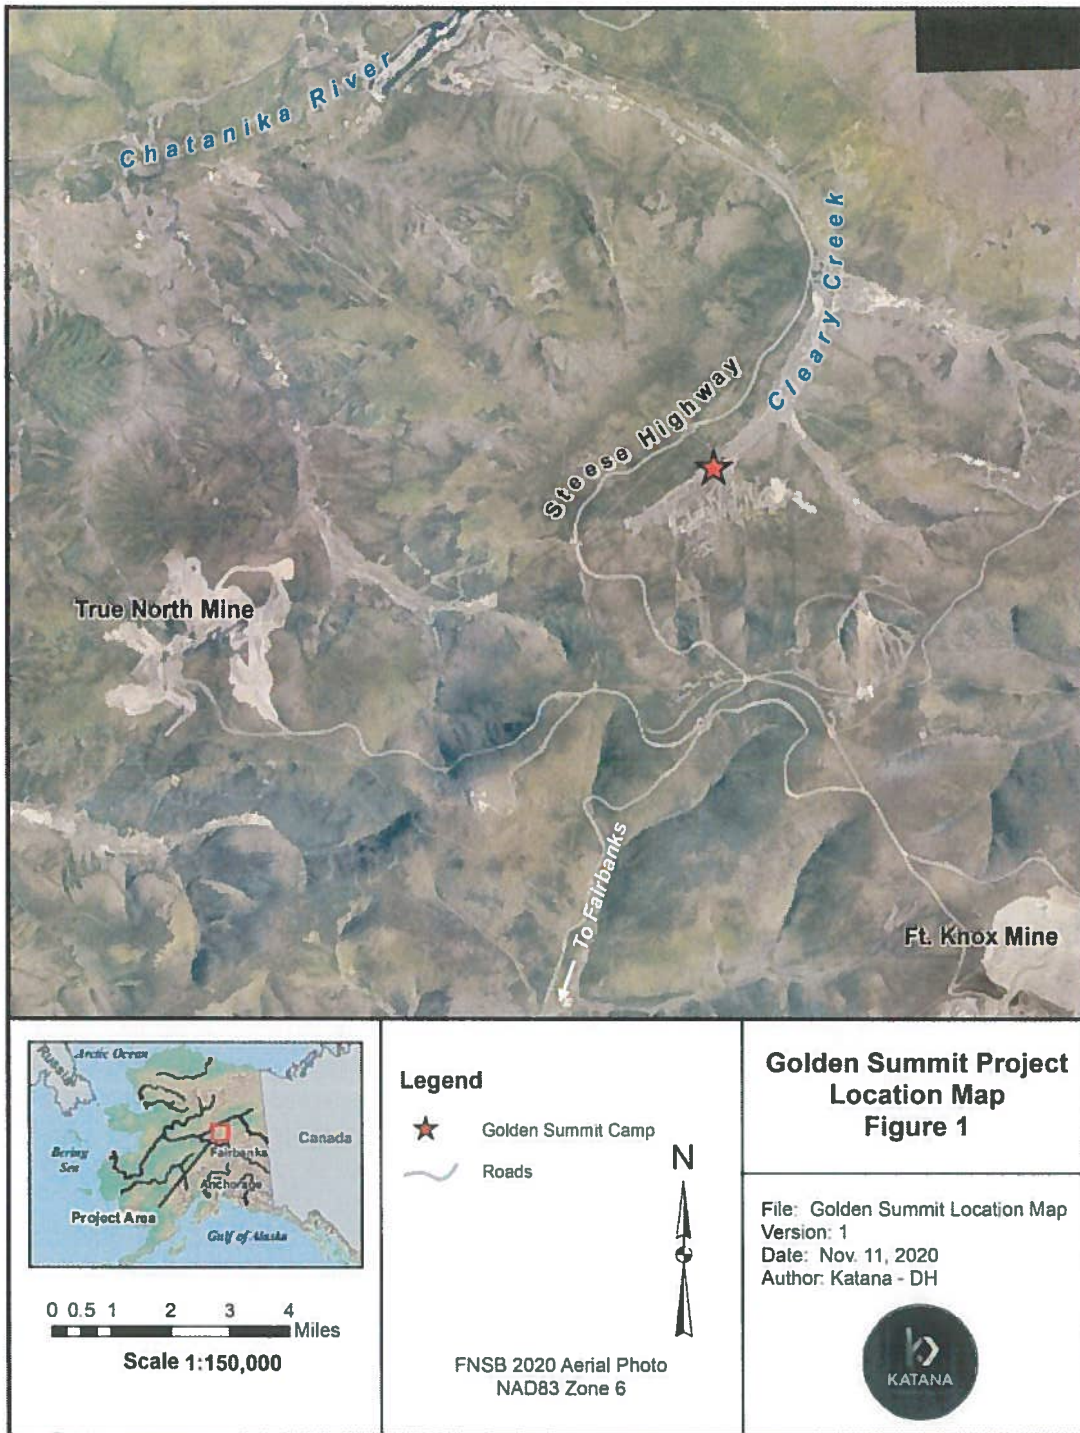 Chatanika River
Cleary Creek
Steese Highway
True North Mine
To Fairbanks
Ft. Knox Mine
Arctic Ocean
Russia
Canada
Bering
Sea
Fairbanks
Anchorage
Project Area
Gulf of Alaska
0 0.5 1 2 3 4
Miles
Scale 1:150,000
Legend
Golden Summit Camp
Roads
N
FNSB 2020 Aerial Photo
NAD83 Zone 6
Golden Summit Project
Location Map
Figure 1
File: Golden Summit Location Map
Version: 1
Date: Nov. 11, 2020
Author: Katana - DH
KATANA